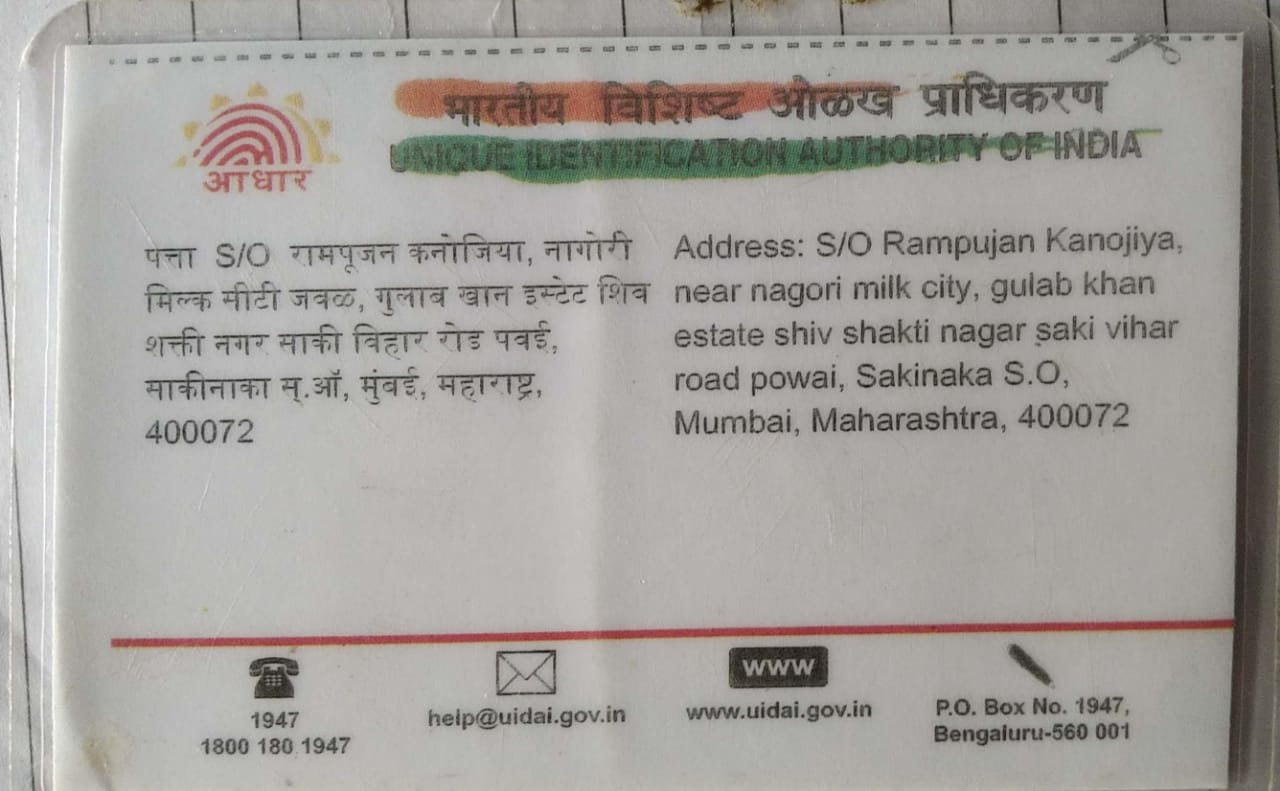 भारतीय विशिष्ट ओळख प्राधिकरण
UNIQUE IDENTIFICATION AUTHORITY OF INDIA
आधार
पत्ता S/O रामपूजन कनोजिया, नागोरी
मिल्क सीटी जवळ, गुलाब खान इस्टेट शिव
शक्ती नगर साकी विहार रोड पवई,
साकीनाका स्.ऑ, मुंबई, महाराष्ट्र,
400072
Address: S/O Rampujan Kanojiya,
near nagori milk city, gulab khan
estate shiv shakti nagar saki vihar
road powai, Sakinaka S.O,
Mumbai, Maharashtra, 400072
1947
1800 180 1947
help@uidai.gov.in
www
www.uidai.gov.in
P.O. Box No. 1947,
Bengaluru-560 001